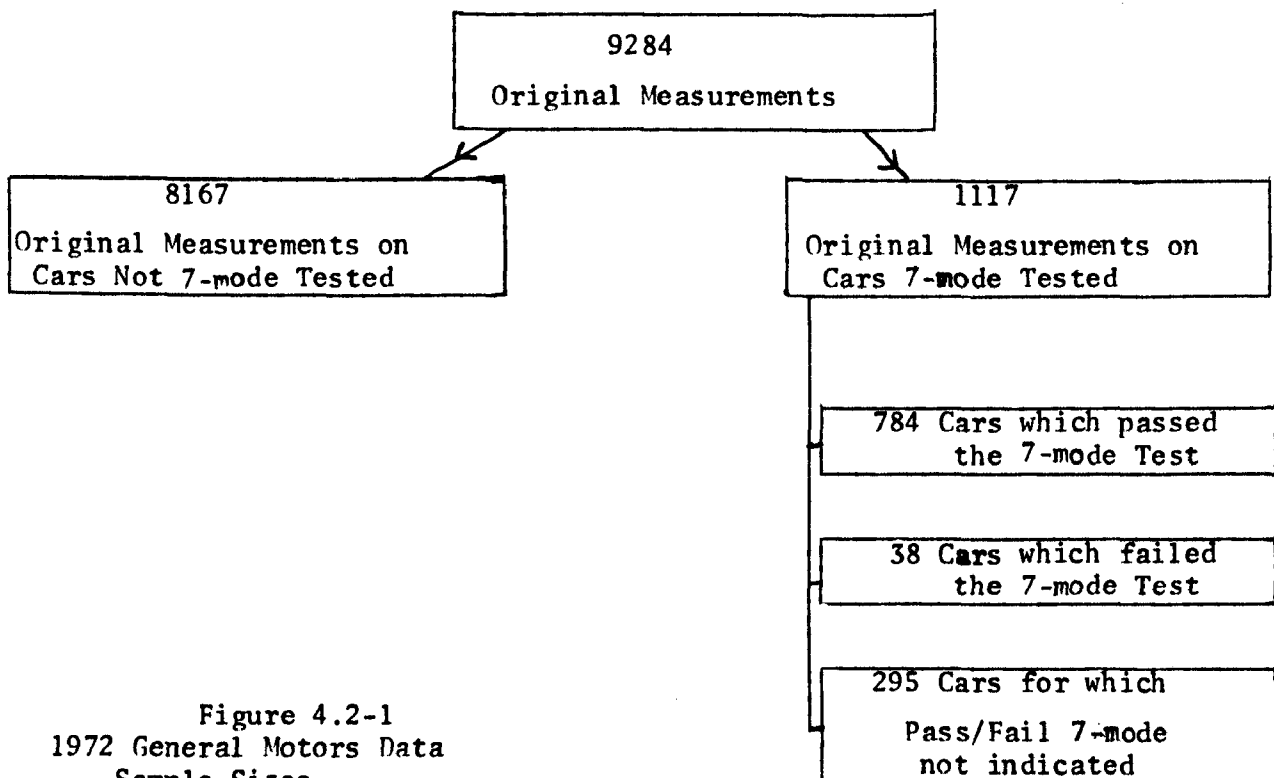 9284
Original Measurements
8167
Original Measurements on
Cars Not 7-mode Tested
1117
Original Measurements on
Cars 7-mode Tested
784 Cars which passed
the 7-mode Test
38 Cars which failed
the 7-mode Test
295 Cars for which
Pass/Fail 7-mode
not indicated
Figure 4.2-1
1972 General Motors Data
Sample Sizes